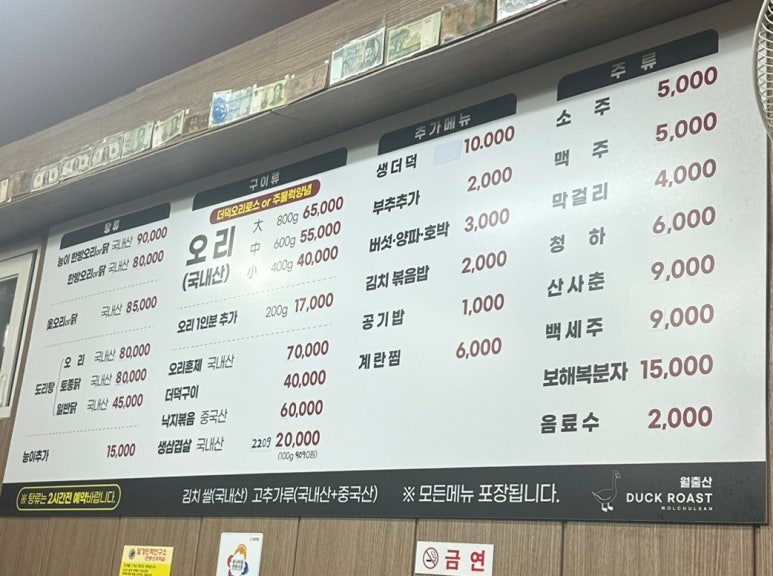 탕류
능이 한방오리or닭 국내산 90,000
한방오리or닭 국내산 80,000
옻오리or닭 국내산 85,000
도리탕
오 리 국내산 80,000
토종닭 국내산 80,000
일반닭 국내산 45,000
능이추가 15,000
※ 탕류는 2시간전 예약바랍니다.
구이류
더덕오리로스 or 주물럭양념
오리
(국내산)
大 800g 65,000
中 600g 55,000
小 400g 40,000
오리 1인분 추가 200g 17,000
오리훈제 국내산 70,000
더덕구이 40,000
낙지볶음 중국산 60,000
생삼겹살 국내산 220g 20,000
(100g 9090원)
추가메뉴
생더덕 10,000
부추추가 2,000
버섯·양파·호박 3,000
김치 볶음밥 2,000
공기밥 1,000
계란찜 6,000
주 류
소 주 5,000
맥 주 5,000
막걸리 4,000
청 하 6,000
산사춘 9,000
백세주 9,000
보해복분자 15,000
음료수 2,000
김치 쌀(국내산) 고추가루(국내산+중국산)
※ 모든메뉴 포장됩니다.
월출산
DUCK ROAST
WOLCHULSAN
금연